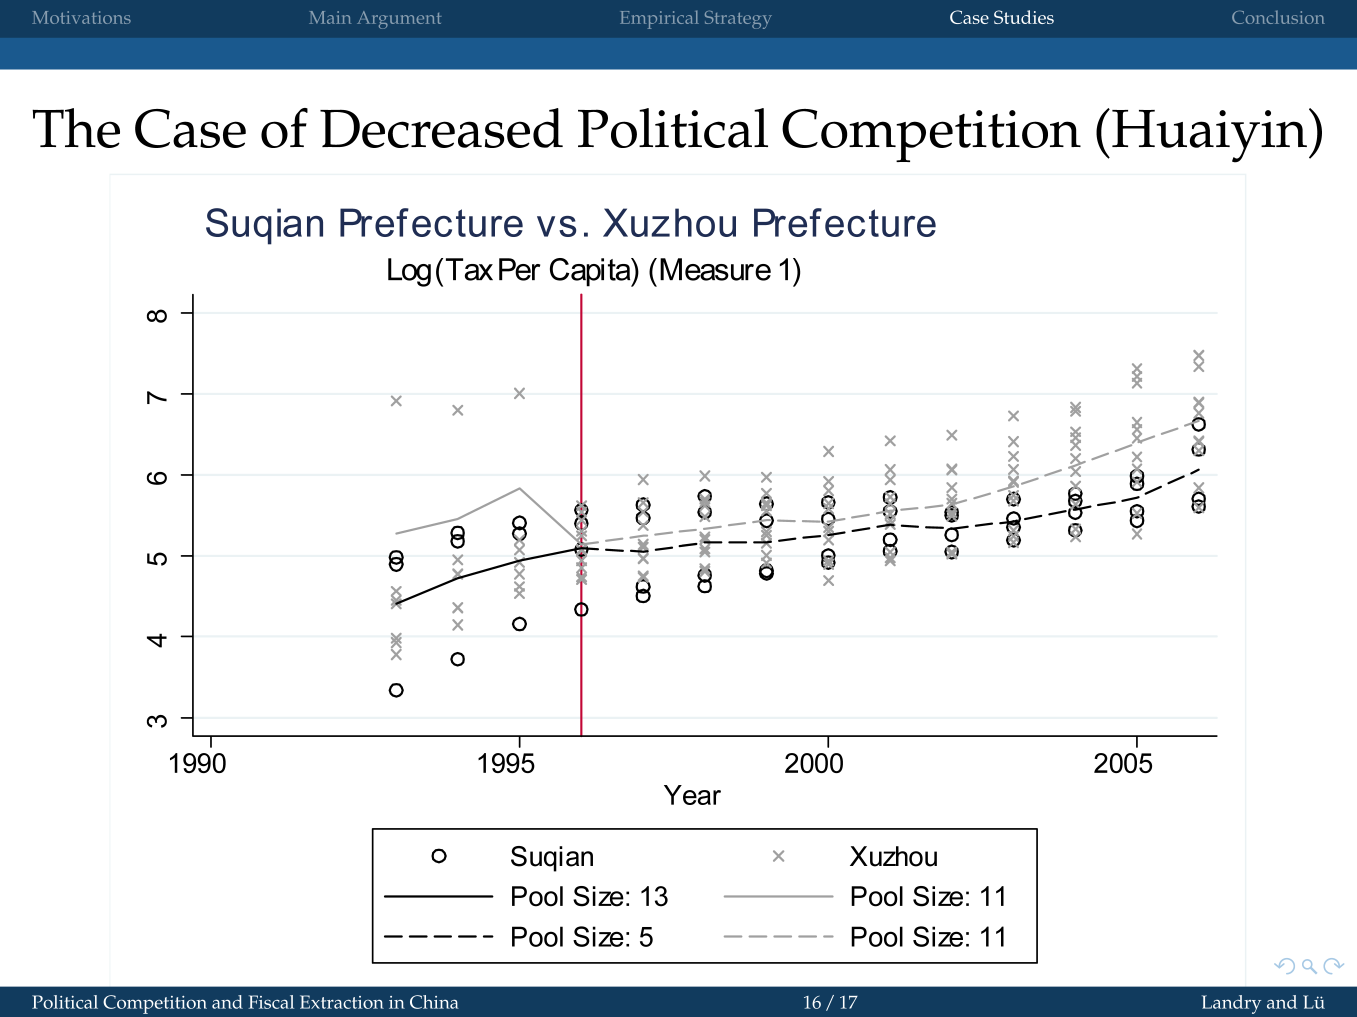 Motivations Main Argument Empirical Strategy Case Studies Conclusion
The Case of Decreased Political Competition (Huaiyin)
Suqian Prefecture vs. Xuzhou Prefecture
Log(Tax Per Capita) (Measure 1)
8
7
6
5
4
3
1990 1995 2000 2005
Year
Suqian Xuzhou
Pool Size: 13 Pool Size: 11
Pool Size: 5 Pool Size: 11
Political Competition and Fiscal Extraction in China 16 / 17 Landry and Lü